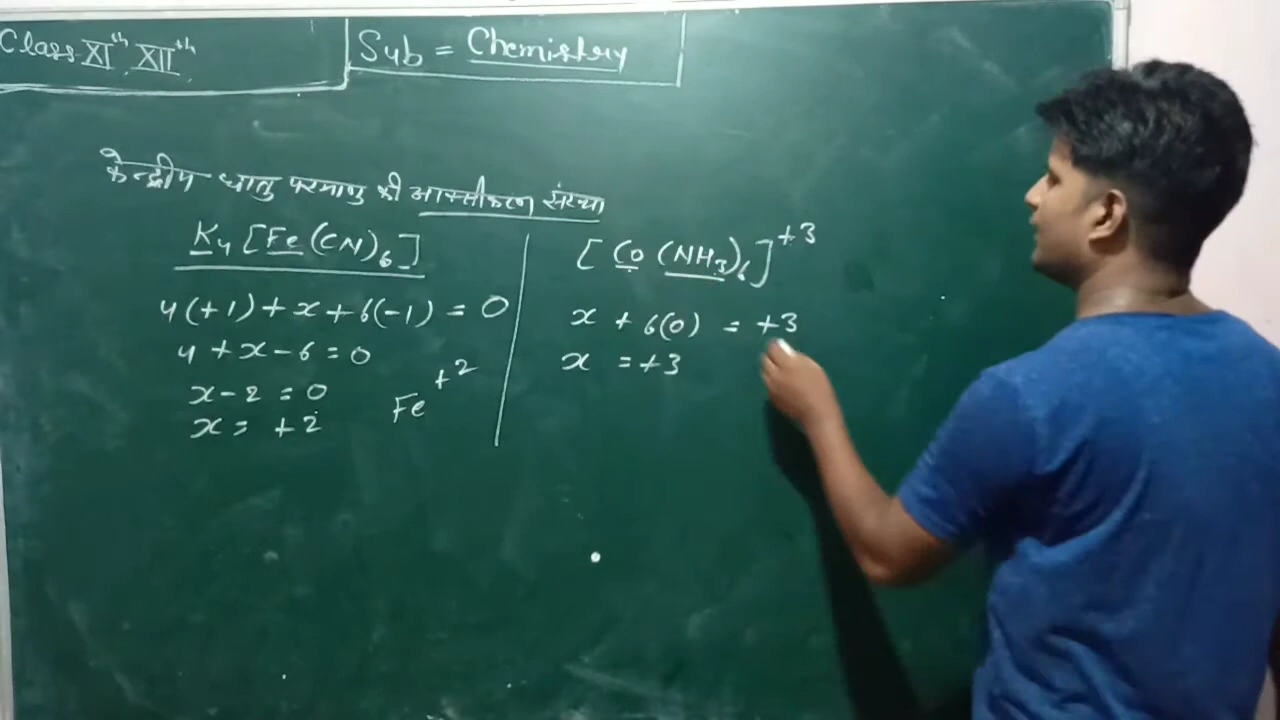 Class XIth, XIIth
Sub = Chemistry
केन्द्रीय धातु परमाणु की आक्सीकरण संख्या
K4[Fe(CN)6]
4(+1)+x+6(-1) = 0
4+x-6=0
x-2=0
x= +2
Fe+2
[Co(NH3)6]+3
x + 6(0) = +3
x = +3